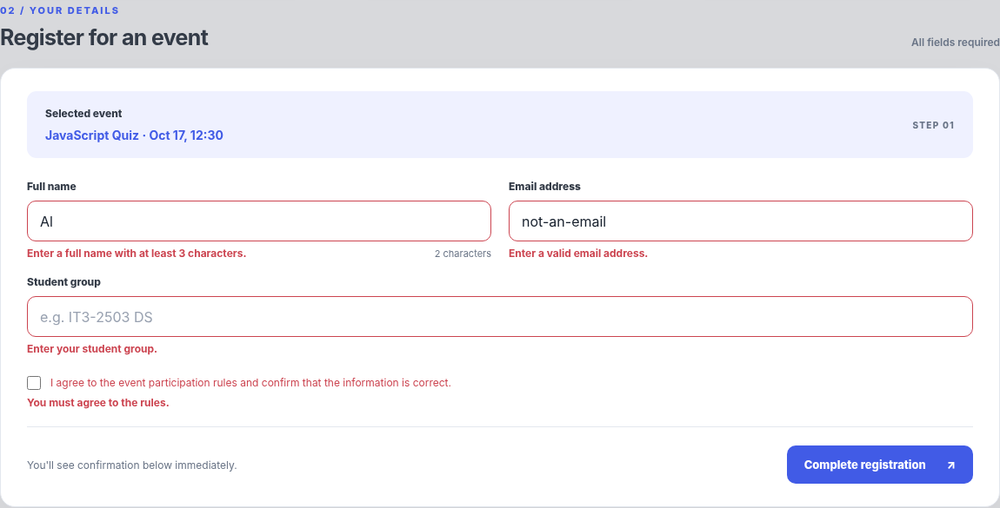 02 / YOUR DETAILS
Register for an event
All fields required
Selected event
JavaScript Quiz · Oct 17, 12:30
STEP 01
Full name
Email address
Al
not-an-email
Enter a full name with at least 3 characters.
2 characters
Enter a valid email address.
Student group
e.g. IT3-2503 DS
Enter your student group.
I agree to the event participation rules and confirm that the information is correct.
You must agree to the rules.
You'll see confirmation below immediately.
Complete registration